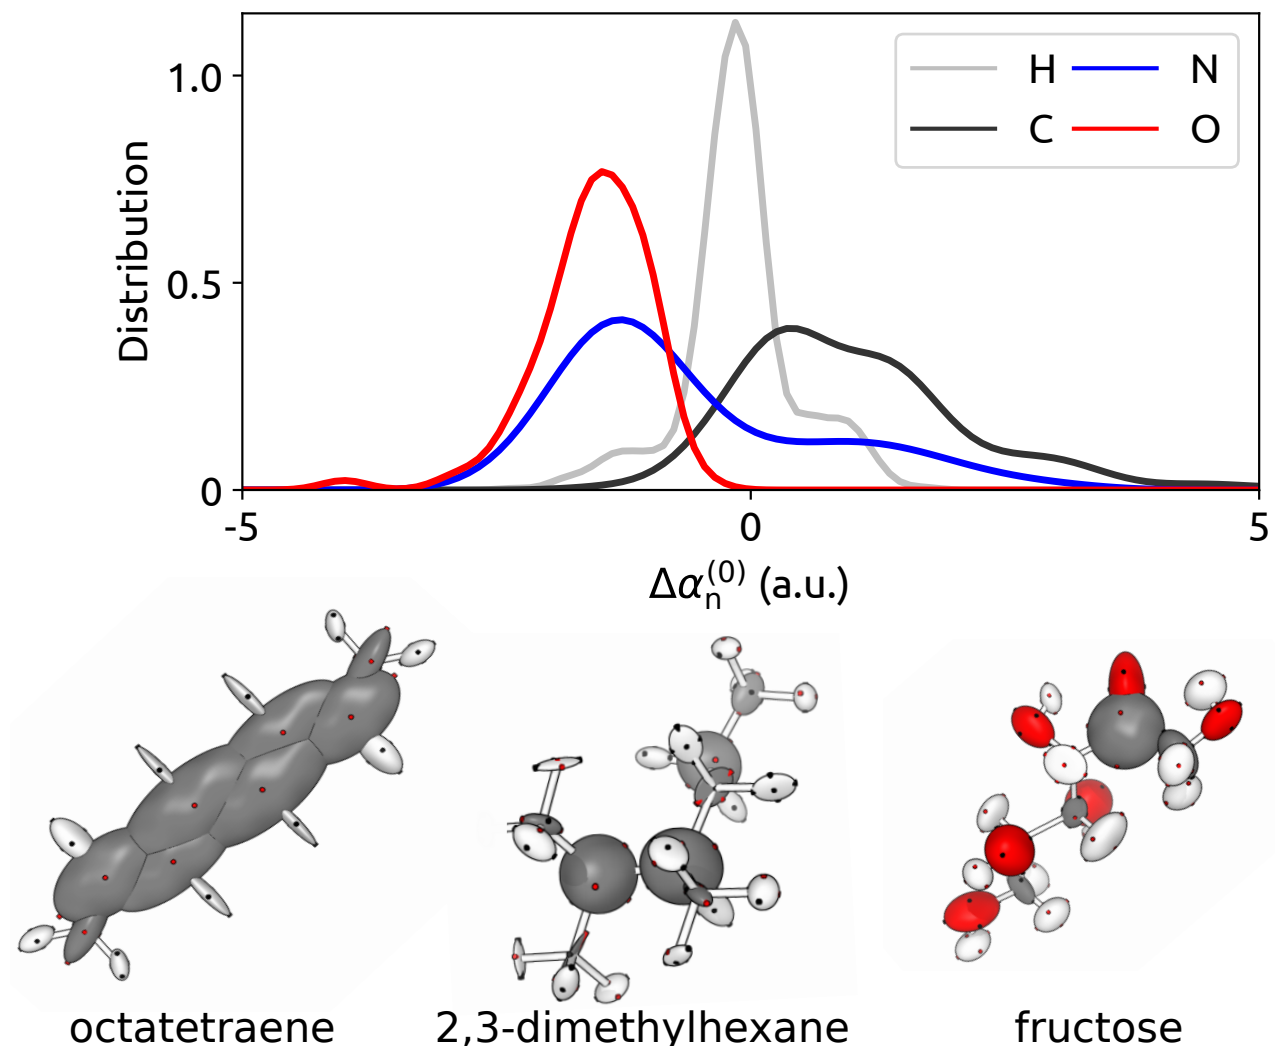 1.0
0.5
0
Distribution
H N
C O
-5 0 5
Δα_n^(0) (a.u.)
octatetraene 2,3-dimethylhexane fructose